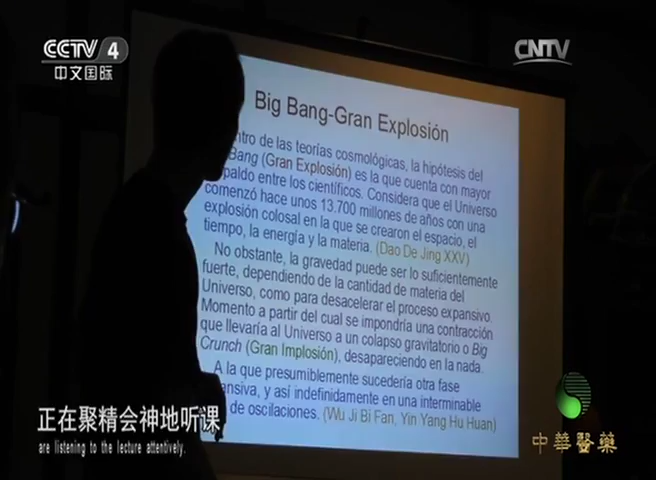 CCTV 4
中文国际
CNTV
Big Bang-Gran Explosión
ntro de las teorías cosmológicas, la hipótesis del
Bang (Gran Explosión) es la que cuenta con mayor
paldo entre los científicos. Considera que el Universo
comenzó hace unos 13.700 millones de años con una
explosión colosal en la que se crearon el espacio, el
tiempo, la energía y la materia. (Dao De Jing XXV)
No obstante, la gravedad puede ser lo suficientemente
fuerte, dependiendo de la cantidad de materia del
Universo, como para desacelerar el proceso expansivo.
Momento a partir del cual se impondría una contracción
que llevaría al Universo a un colapso gravitatorio o Big
Crunch (Gran Implosión), desapareciendo en la nada.
A la que presumiblemente sucedería otra fase
ansiva, y así indefinidamente en una interminable
de oscilaciones. (Wu Ji Bi Fan, Yin Yang Hu Huan)
正在聚精会神地听课
are listening to the lecture attentively.
中華醫藥